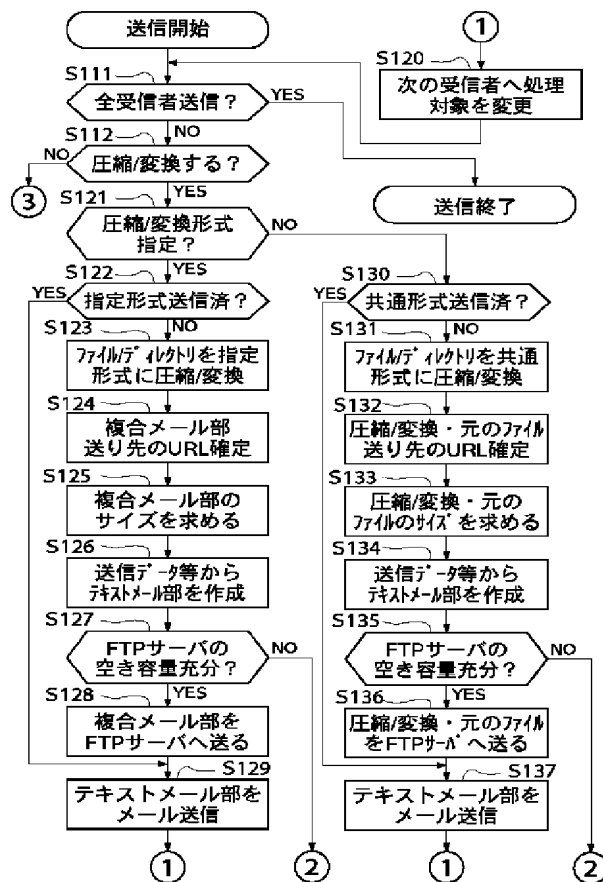 送信開始
①
S111
S120
全受信者送信？
YES
次の受信者へ処理
対象を変更
NO
S112
NO
圧縮/変換する？
③
YES
送信終了
S121
圧縮/変換形式
指定？
NO
YES
S122
YES
指定形式送信済？
NO
S123
ﾌｧｲﾙ/ﾃﾞｨﾚｸﾄﾘを指定
形式に圧縮/変換
S124
複合メール部
送り先のURL確定
S125
複合メール部の
サイズを求める
S126
送信ﾃﾞｰﾀ等から
ﾃｷｽﾄﾒｰﾙ部を作成
S127
FTPサーバの
空き容量充分？
NO
YES
S128
複合メール部を
FTPサーバへ送る
S129
テキストメール部を
メール送信
①
②
S130
YES
共通形式送信済？
NO
S131
ﾌｧｲﾙ/ﾃﾞｨﾚｸﾄﾘを共通
形式に圧縮/変換
S132
圧縮/変換・元のﾌｧｲﾙ
送り先のURL確定
S133
圧縮/変換・元の
ﾌｧｲﾙのｻｲｽﾞを求める
S134
送信ﾃﾞｰﾀ等から
ﾃｷｽﾄﾒｰﾙ部を作成
S135
FTPサーバの
空き容量充分？
NO
YES
S136
圧縮/変換・元のﾌｧｲﾙ
をFTPｻｰﾊﾞへ送る
S137
テキストメール部を
メール送信
①
②